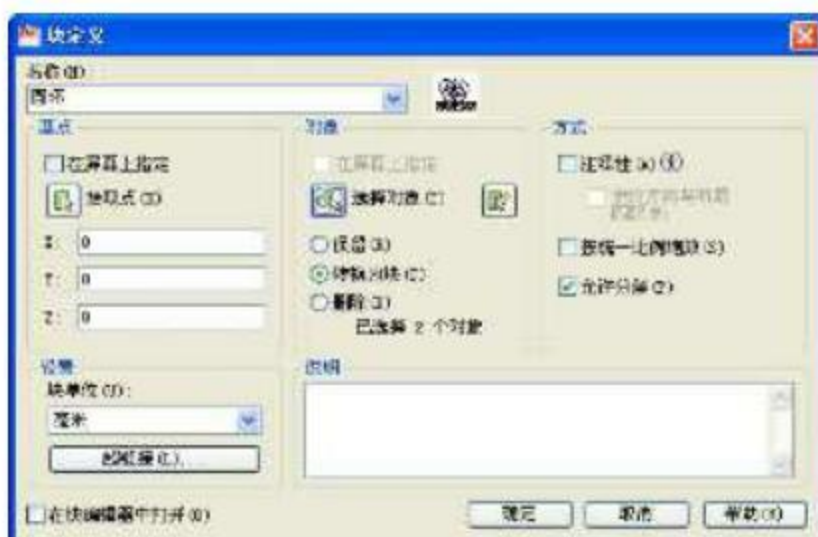 块定义
名称(N)
圆环
基点
在屏幕上指定
拾取点(K)
X: 0
Y: 0
Z: 0
对象
在屏幕上指定
选择对象(T)
保留(R)
转换为块(C)
删除(D)
已选择 2 个对象
方式
注释性(A)
按统一比例缩放(S)
允许分解(P)
设置
块单位(U):
毫米
超链接(L)...
说明
在块编辑器中打开(O)
确定 取消 帮助(H)